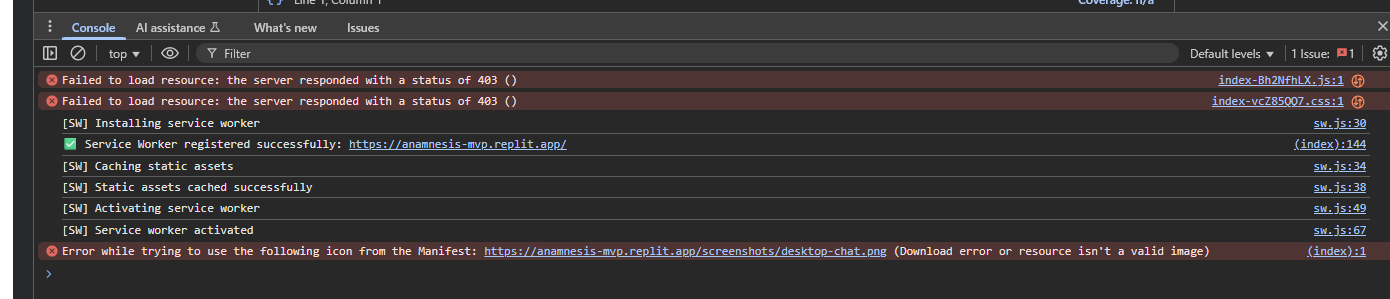 { } Line 1, Column 1 Coverage: n/a
Console AI assistance What's new Issues
top ▼ Filter Default levels ▼ 1 Issue: 1
Failed to load resource: the server responded with a status of 403 () index-Bh2NfhLX.js:1
Failed to load resource: the server responded with a status of 403 () index-vcZ85QO7.css:1
[SW] Installing service worker sw.js:30
✅ Service Worker registered successfully: https://anamnesis-mvp.replit.app/ (index):144
[SW] Caching static assets sw.js:34
[SW] Static assets cached successfully sw.js:38
[SW] Activating service worker sw.js:49
[SW] Service worker activated sw.js:67
Error while trying to use the following icon from the Manifest: https://anamnesis-mvp.replit.app/screenshots/desktop-chat.png (Download error or resource isn't a valid image) (index):1